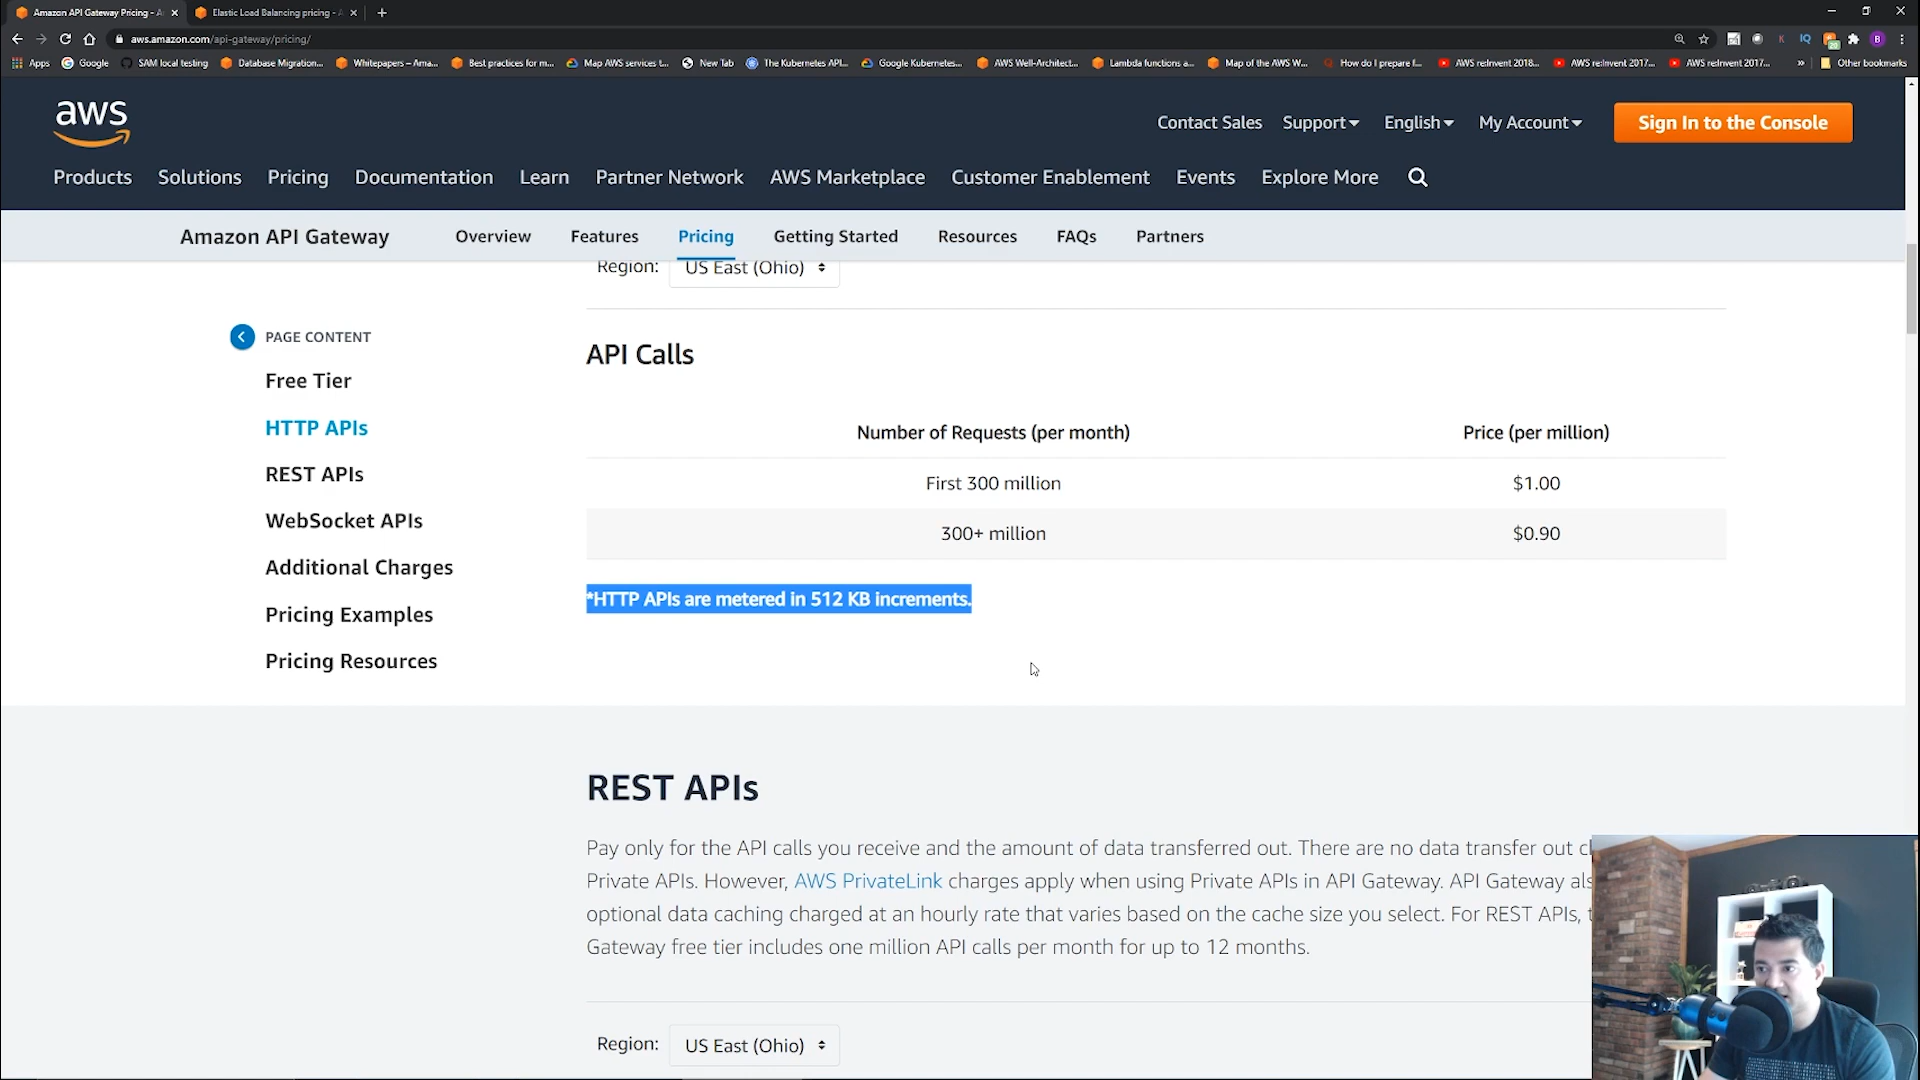 Amazon API Gateway Pricing - A
Elastic Load Balancing pricing - A
aws.amazon.com/api-gateway/pricing/
Apps
Google
SAM local testing
Database Migration...
Whitepapers – Ama...
Best practices for m...
Map AWS services t...
New Tab
The Kubernetes API...
Google Kubernetes...
AWS Well-Architect...
Lambda functions a...
Map of the AWS W...
How do I prepare f...
AWS re:Invent 2018...
AWS re:Invent 2017...
AWS re:Invent 2017...
Other bookmarks
aws
Contact Sales
Support
English
My Account
Sign In to the Console
Products
Solutions
Pricing
Documentation
Learn
Partner Network
AWS Marketplace
Customer Enablement
Events
Explore More
Amazon API Gateway
Overview
Features
Pricing
Getting Started
Resources
FAQs
Partners
Region: US East (Ohio)
PAGE CONTENT
Free Tier
HTTP APIs
REST APIs
WebSocket APIs
Additional Charges
Pricing Examples
Pricing Resources
API Calls
Number of Requests (per month) Price (per million)
First 300 million $1.00
300+ million $0.90
*HTTP APIs are metered in 512 KB increments.
REST APIs
Pay only for the API calls you receive and the amount of data transferred out. There are no data transfer out
Private APIs. However, AWS PrivateLink charges apply when using Private APIs in API Gateway. API Gateway
optional data caching charged at an hourly rate that varies based on the cache size you select. For REST APIs,
Gateway free tier includes one million API calls per month for up to 12 months.
Region: US East (Ohio)